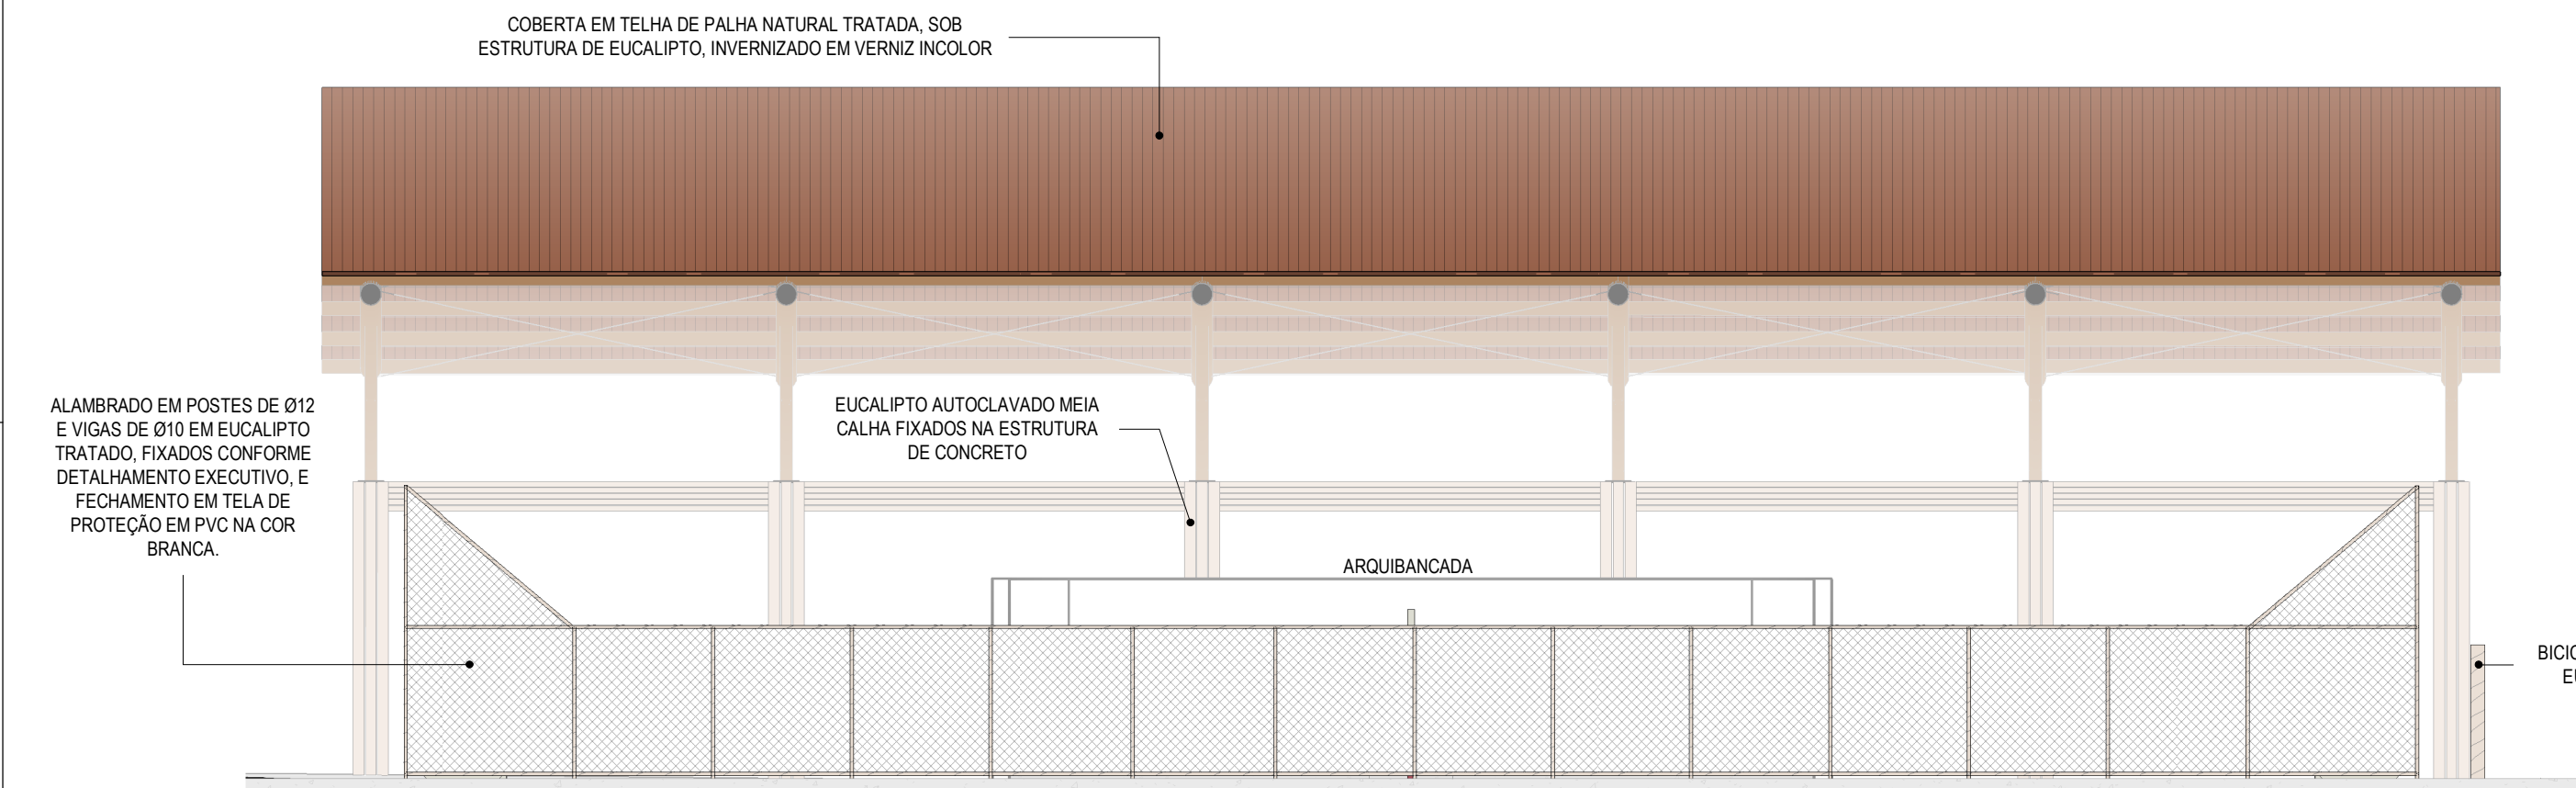 COBERTA EM TELHA DE PALHA NATURAL TRATADA, SOB
ESTRUTURA DE EUCALIPTO, INVERNIZADO EM VERNIZ INCOLOR
ALAMBRADO EM POSTES DE Ø12
E VIGAS DE Ø10 EM EUCALIPTO
TRATADO, FIXADOS CONFORME
DETALHAMENTO EXECUTIVO, E
FECHAMENTO EM TELA DE
PROTEÇÃO EM PVC NA COR
BRANCA.
EUCALIPTO AUTOCLAVADO MEIA
CALHA FIXADOS NA ESTRUTURA
DE CONCRETO
ARQUIBANCADA